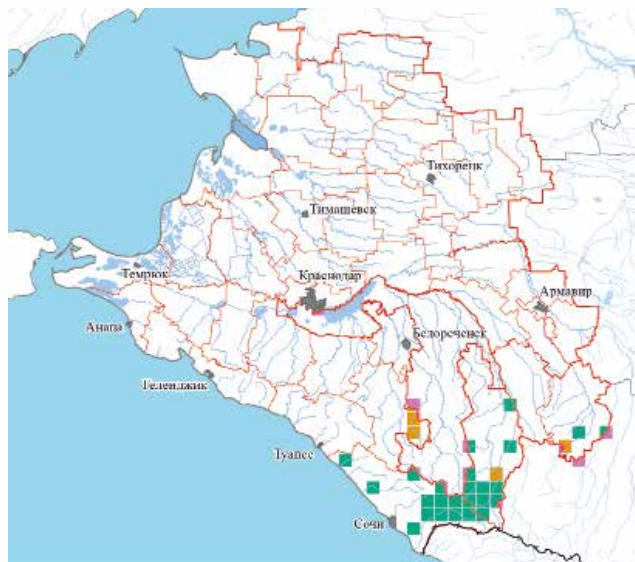 Тихорецк
Тимашевск
Темрюк
Краснодар
Армавир
Анапа
Белореченск
Геленджик
Туапсе
Сочи